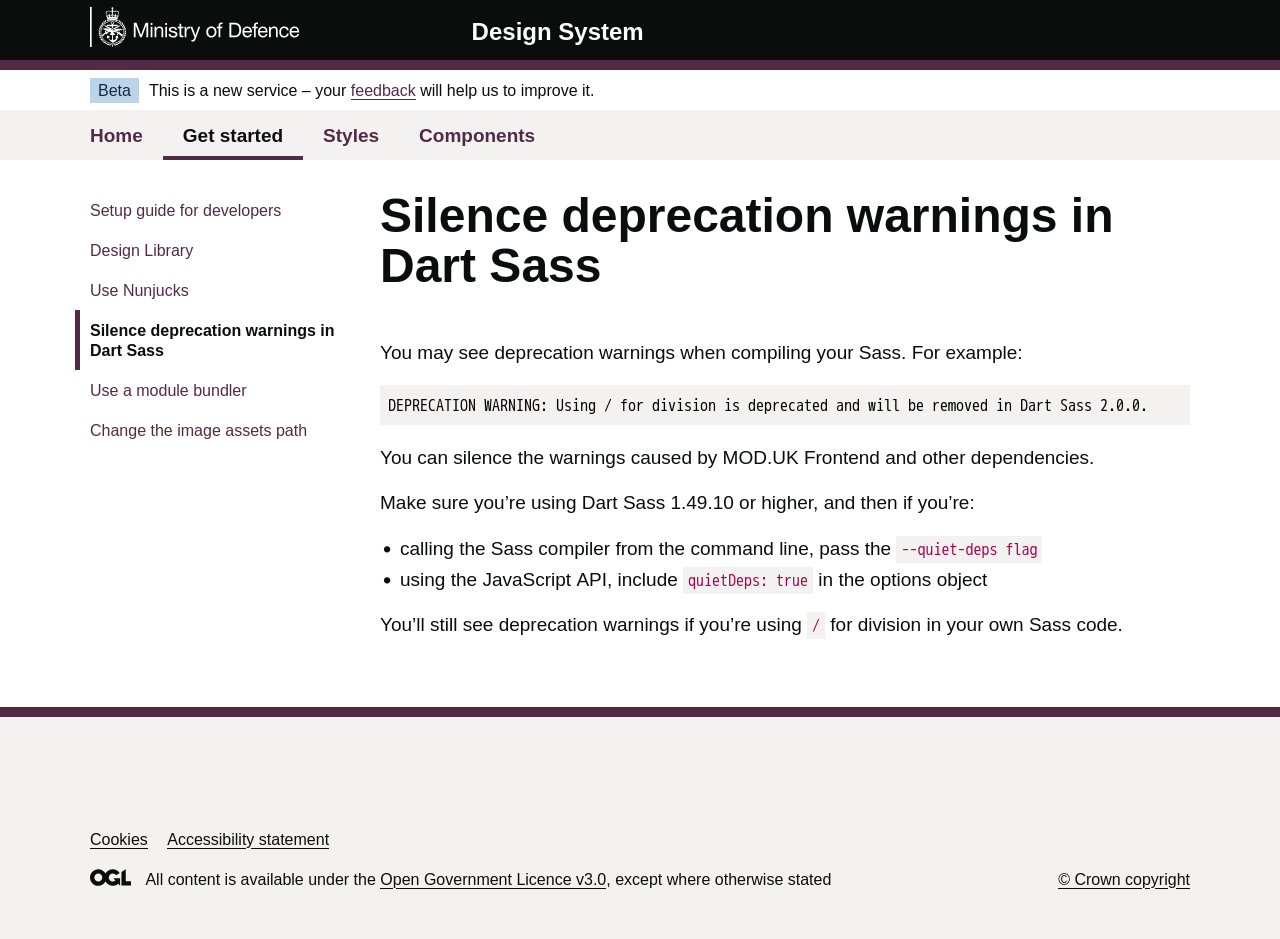 Ministry of Defence
Design System
Beta
This is a new service – your feedback will help us to improve it.
Home
Get started
Styles
Components
Setup guide for developers
Design Library
Use Nunjucks
Silence deprecation warnings in
Dart Sass
Use a module bundler
Change the image assets path
Silence deprecation warnings in
Dart Sass
You may see deprecation warnings when compiling your Sass. For example:
DEPRECATION WARNING: Using / for division is deprecated and will be removed in Dart Sass 2.0.0.
You can silence the warnings caused by MOD.UK Frontend and other dependencies.
Make sure you’re using Dart Sass 1.49.10 or higher, and then if you’re:
• calling the Sass compiler from the command line, pass the --quiet-deps flag
• using the JavaScript API, include quietDeps: true in the options object
You’ll still see deprecation warnings if you’re using / for division in your own Sass code.
Cookies
Accessibility statement
OGL
All content is available under the Open Government Licence v3.0, except where otherwise stated
© Crown copyright